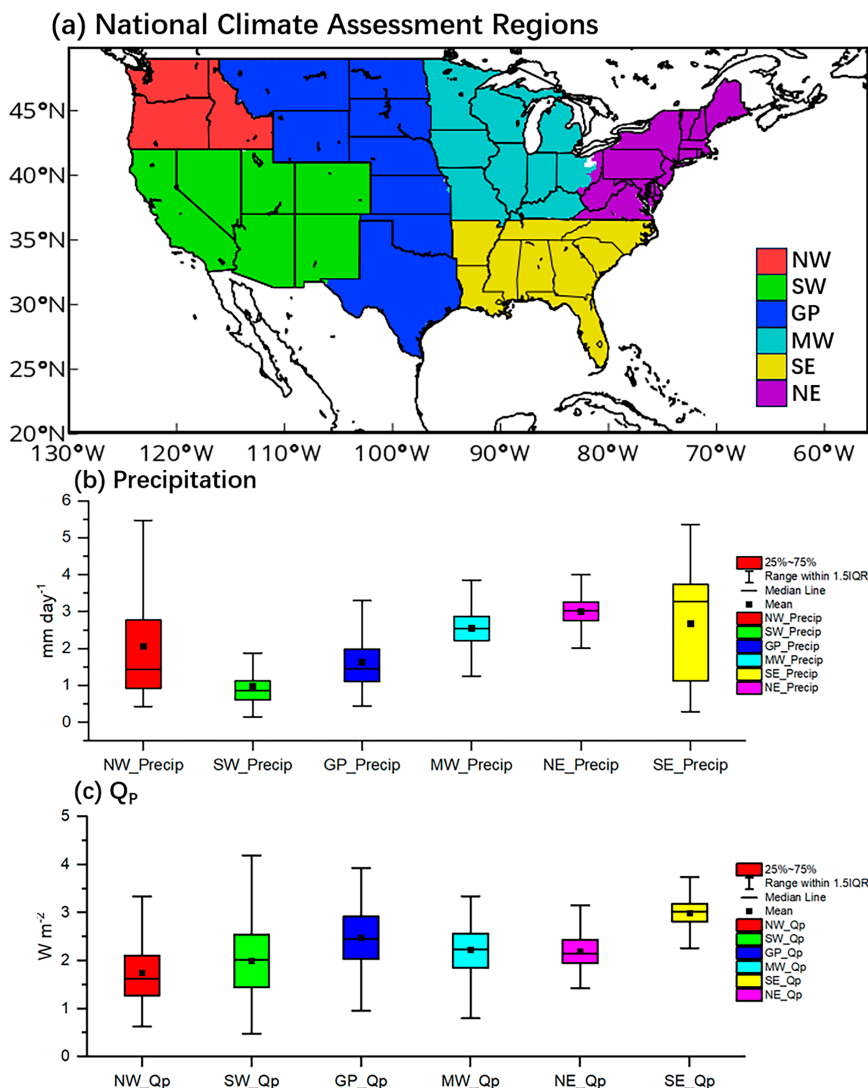 (a) National Climate Assessment Regions
45°N
40°N
35°N
30°N
25°N
20°N
NW
SW
GP
MW
SE
NE
130°W 120°W 110°W 100°W 90°W 80°W 70°W 60°W
(b) Precipitation
mm day-1
6
5
4
3
2
1
0
25%~75%
Range within 1.5IQR
Median Line
Mean
NW_Precip
SW_Precip
GP_Precip
MW_Precip
SE_Precip
NE_Precip
NW_Precip SW_Precip GP_Precip MW_Precip NE_Precip SE_Precip
(c) QP
W m-2
5
4
3
2
1
0
25%~75%
Range within 1.5IQR
Median Line
Mean
NW_Qp
SW_Qp
GP_Qp
MW_Qp
SE_Qp
NE_Qp
NW_Qp SW_Qp GP_Qp MW_Qp NE_Qp SE_Qp